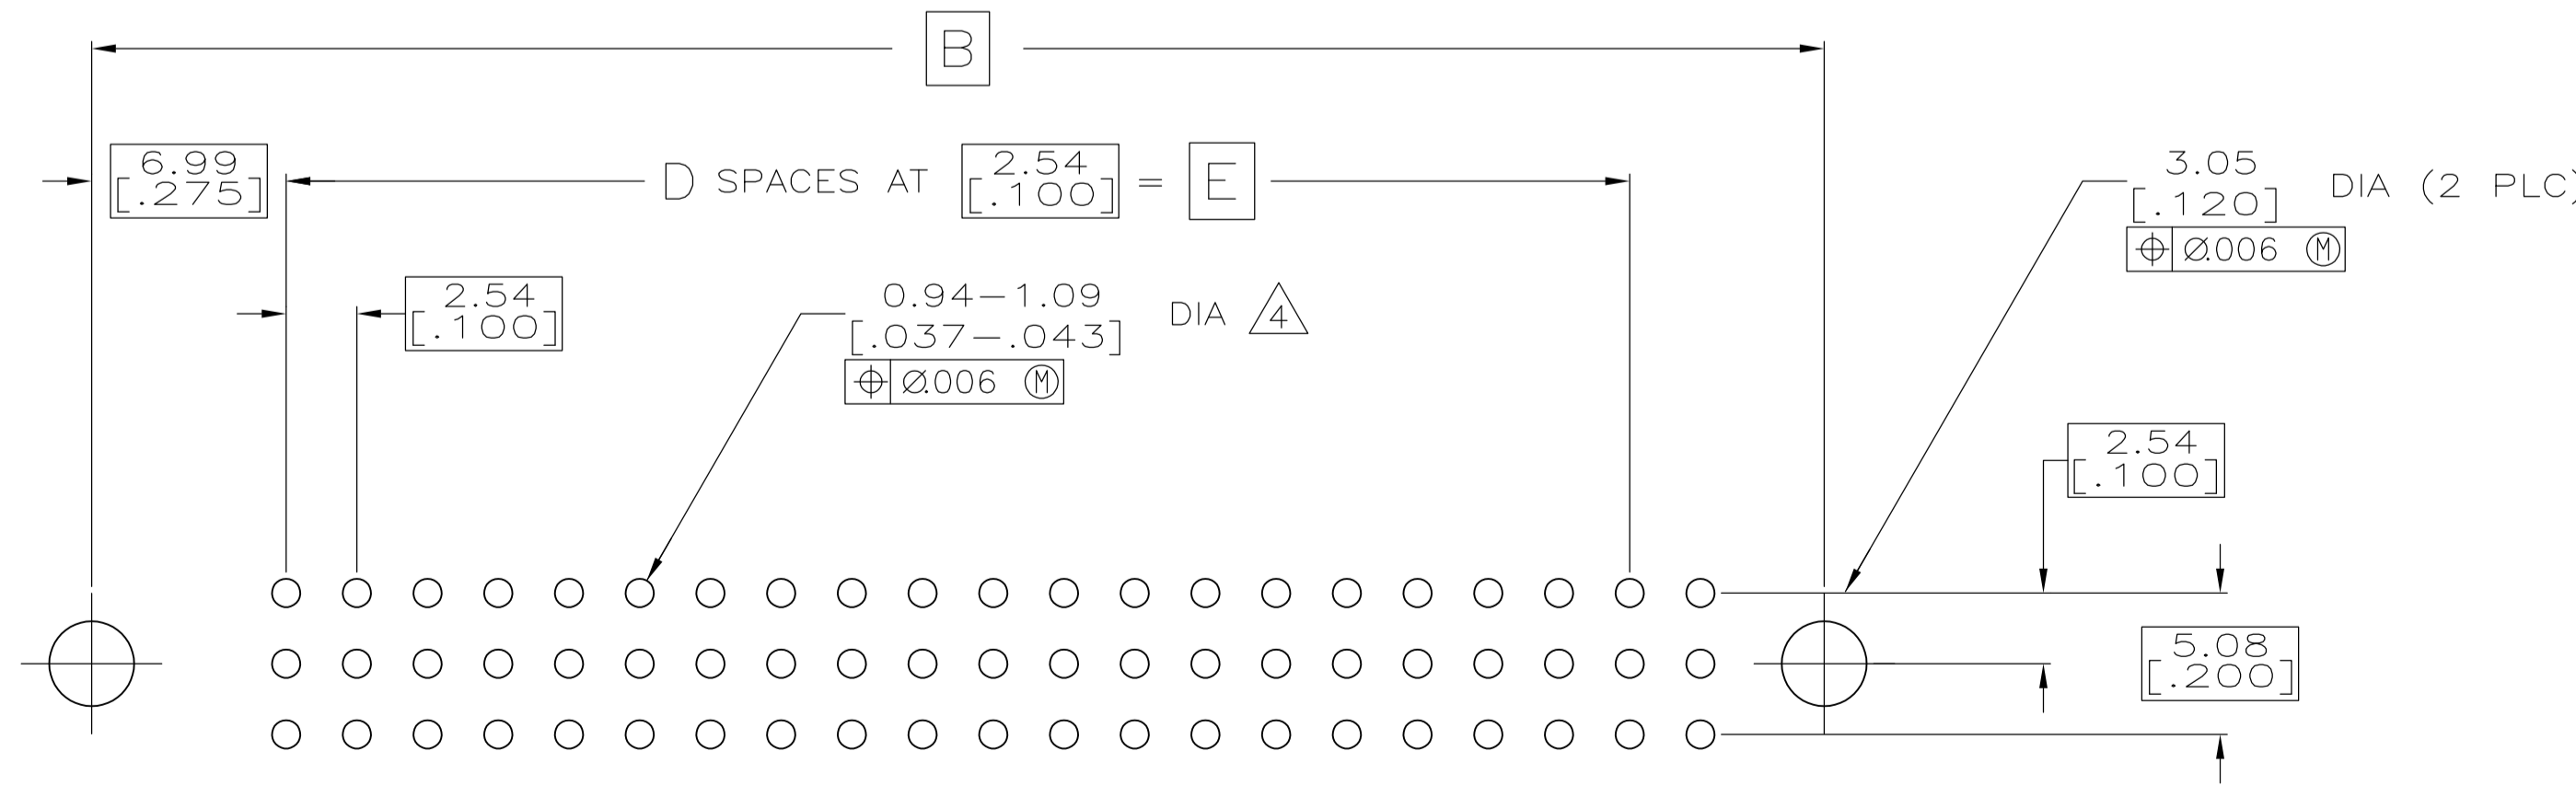 B
6.99
[.275]
D SPACES AT 2.54 [.100] = E
3.05
[.120]
DIA (2 PLC)
⌖ Ø.006 Ⓜ
2.54
[.100]
0.94-1.09
[.037-.043]
DIA 4
⌖ Ø.006 Ⓜ
2.54
[.100]
5.08
[.200]